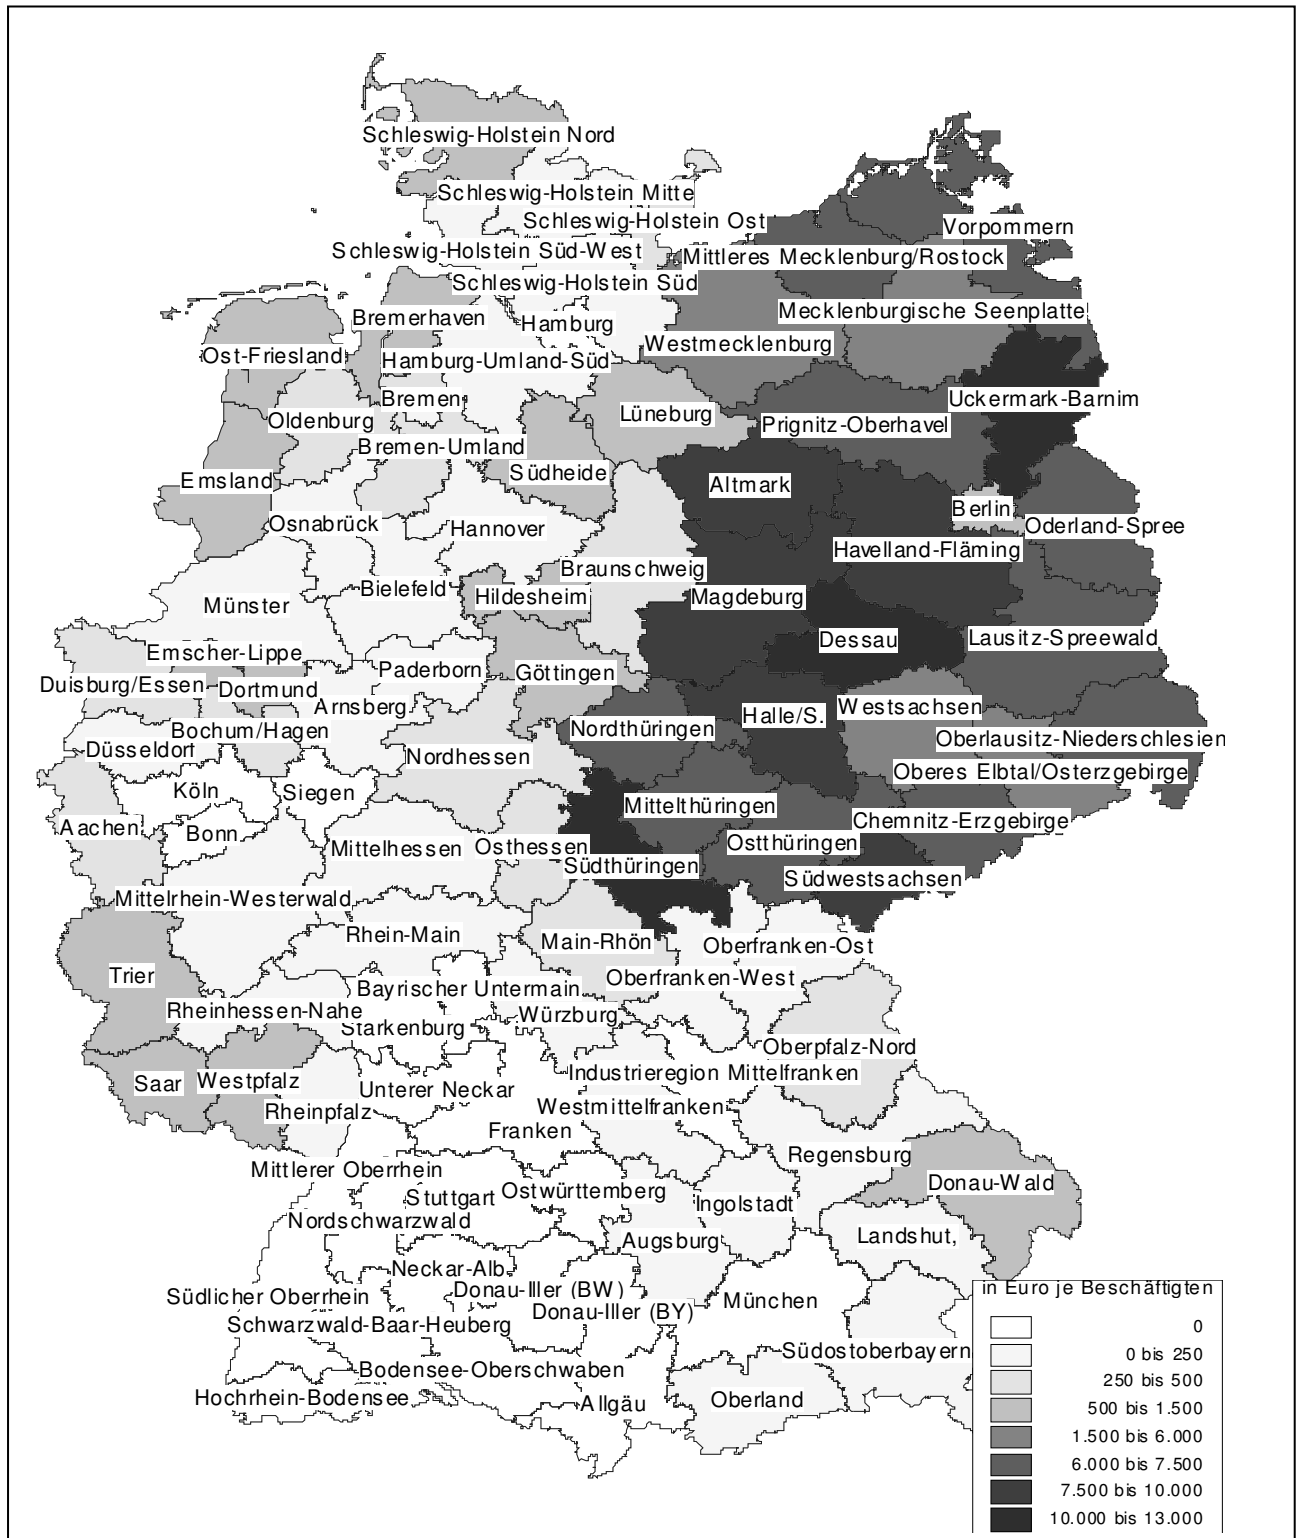 Schleswig-Holstein Nord
Schleswig-Holstein Mitte
Schleswig-Holstein Ost
Vorpommern
Schleswig-Holstein Süd-West
Mittleres Mecklenburg/Rostock
Schleswig-Holstein Süd
Mecklenburgische Seenplatte
Bremerhaven
Hamburg
Westmecklenburg
Ost-Friesland
Hamburg-Umland-Süd
Bremen
Uckermark-Barnim
Oldenburg
Lüneburg
Prignitz-Oberhavel
Bremen-Umland
Südheide
Emsland
Altmark
Berlin
Osnabrück
Hannover
Oderland-Spree
Havelland-Fläming
Braunschweig
Bielefeld
Hildesheim
Magdeburg
Münster
Dessau
Lausitz-Spreewald
Emscher-Lippe
Paderborn
Göttingen
Duisburg/Essen
Dortmund
Arnsberg
Westsachsen
Halle/S.
Bochum/Hagen
Nordthüringen
Oberlausitz-Niederschlesien
Düsseldorf
Nordhessen
Oberes Elbtal/Osterzgebirge
Köln
Siegen
Mittelthüringen
Aachen
Bonn
Chemnitz-Erzgebirge
Mittelhessen
Osthessen
Ostthüringen
Südthüringen
Südwestsachsen
Mittelrhein-Westerwald
Rhein-Main
Main-Rhön
Oberfranken-Ost
Trier
Oberfranken-West
Bayrischer Untermain
Rheinhessen-Nahe
Würzburg
Starkenburg
Oberpfalz-Nord
Saar
Westpfalz
Industrieregion Mittelfranken
Unterer Neckar
Rheinpfalz
Westmittelfranken
Franken
Regensburg
Mittlerer Oberrhein
Donau-Wald
Stuttgart
Ostwürttemberg
Ingolstadt
Nordschwarzwald
Augsburg
Landshut,
Neckar-Alb
Donau-Iller (BW)
in Euro je Beschäftigten
Südlicher Oberrhein
Donau-Iller (BY)
München
Schwarzwald-Baar-Heuberg
0
Südostoberbayern
0 bis 250
Bodensee-Oberschwaben
250 bis 500
Hochrhein-Bodensee
Allgäu
Oberland
500 bis 1.500
1.500 bis 6.000
6.000 bis 7.500
7.500 bis 10.000
10.000 bis 13.000